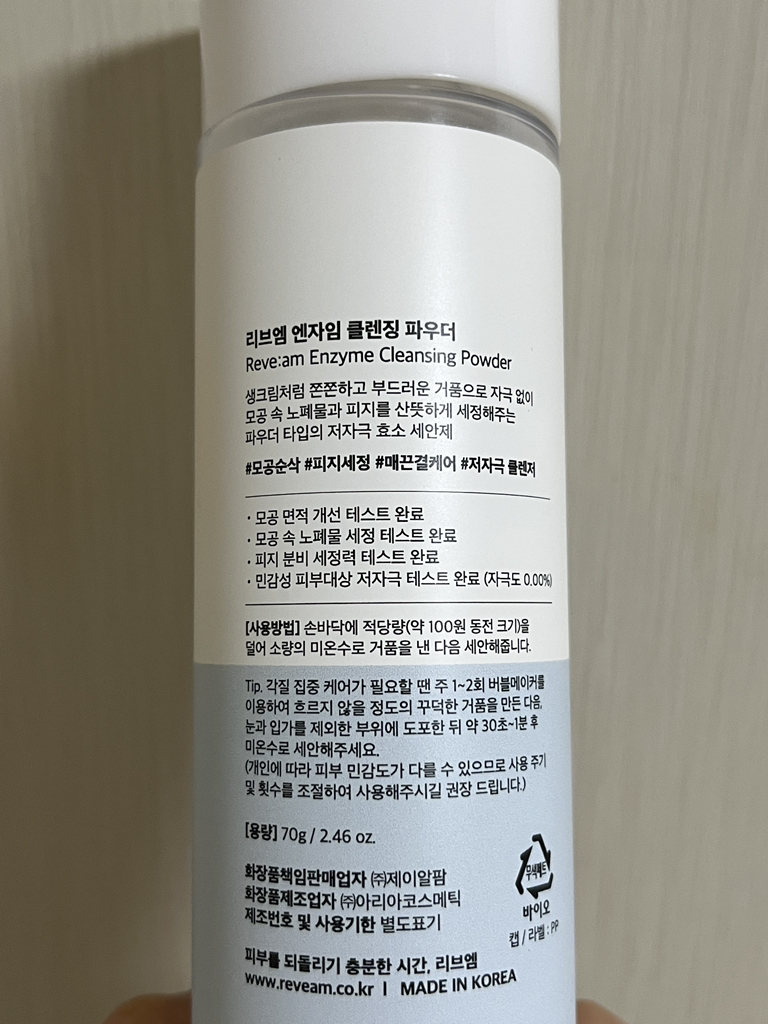 리브엠 엔자임 클렌징 파우더
Reve:am Enzyme Cleansing Powder
생크림처럼 쫀쫀하고 부드러운 거품으로 자극 없이
모공 속 노폐물과 피지를 산뜻하게 세정해주는
파우더 타입의 저자극 효소 세안제
#모공순삭 #피지세정 #매끈결케어 #저자극 클렌저
· 모공 면적 개선 테스트 완료
· 모공 속 노폐물 세정 테스트 완료
· 피지 분비 세정력 테스트 완료
· 민감성 피부대상 저자극 테스트 완료 (자극도 0.00%)
[사용방법] 손바닥에 적당량(약 100원 동전 크기)을
덜어 소량의 미온수로 거품을 낸 다음 세안해줍니다.
Tip. 각질 집중 케어가 필요할 땐 주 1~2회 버블메이커를
이용하여 흐르지 않을 정도의 꾸덕한 거품을 만든 다음,
눈과 입가를 제외한 부위에 도포한 뒤 약 30초~1분 후
미온수로 세안해주세요.
(개인에 따라 피부 민감도가 다를 수 있으므로 사용 주기
및 횟수를 조절하여 사용해주시길 권장 드립니다.)
[용량] 70g / 2.46 oz.
화장품책임판매업자 ㈜제이알팜
화장품제조업자 ㈜아리아코스메틱
제조번호 및 사용기한 별도표기
무색페트
바이오
캡 / 라벨 : PP
피부를 되돌리기 충분한 시간, 리브엠
www.reveam.co.kr I MADE IN KOREA